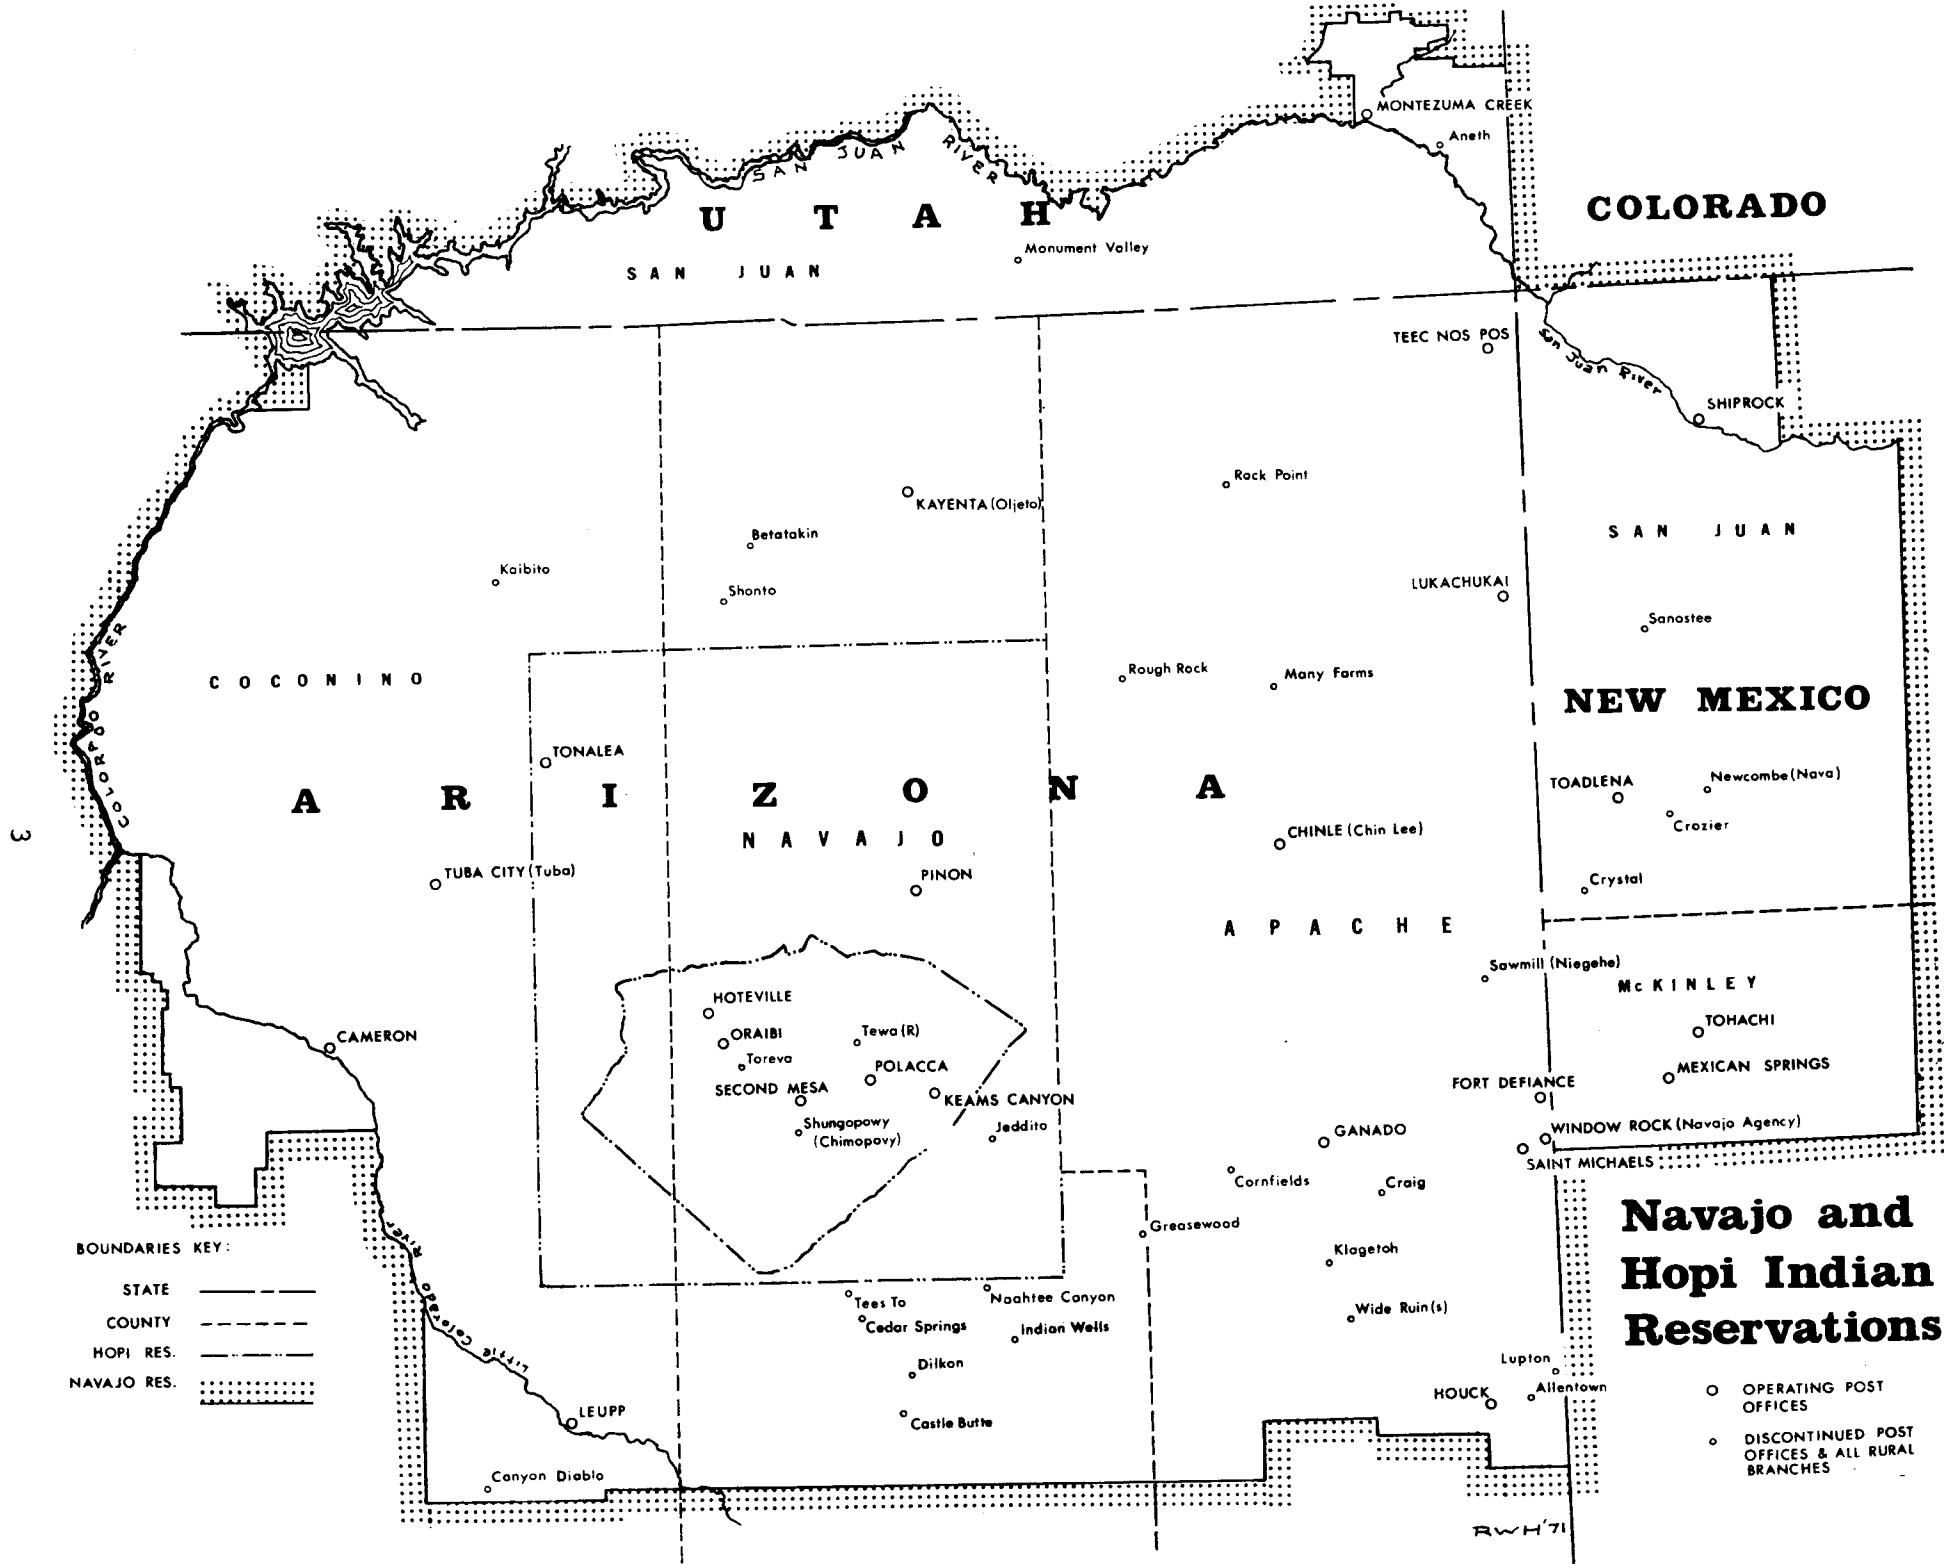 MONTEZUMA CREEK
Aneth
SAN JUAN RIVER
COLORADO
UTAH
Monument Valley
SAN JUAN
TEEC NOS POS
San Juan River
SHIPROCK
Rock Point
KAYENTA (Oljeto)
Betatakin
SAN JUAN
Kaibito
Shonto
LUKACHUKAI
Sanostee
COLORADO RIVER
COCONINO
Rough Rock
Many Farms
NEW MEXICO
TONALEA
ARIZONA
TOADLENA
Newcombe (Nava)
Crozier
3
NAVAJO
CHINLE (Chin Lee)
TUBA CITY (Tuba)
PINON
Crystal
APACHE
Sawmill (Niegehe)
McKINLEY
HOTEVILLE
TOHACHI
CAMERON
ORAIBI
Tewa (R)
Toreva
POLACCA
MEXICAN SPRINGS
SECOND MESA
FORT DEFIANCE
KEAMS CANYON
Shungopowy
(Chimopovy)
Jeddito
GANADO
WINDOW ROCK (Navajo Agency)
SAINT MICHAELS
Cornfields
Craig
Greasewood
Klagetoh
Navajo and
Hopi Indian
Reservations
BOUNDARIES KEY:
STATE
COUNTY
HOPI RES.
NAVAJO RES.
Little Colorado River
Tees To
Naahtee Canyon
Cedar Springs
Indian Wells
Wide Ruin(s)
Dilkon
Lupton
HOUCK
Allentown
LEUPP
Castle Butte
Canyon Diablo
OPERATING POST
OFFICES
DISCONTINUED POST
OFFICES & ALL RURAL
BRANCHES
RWH '71